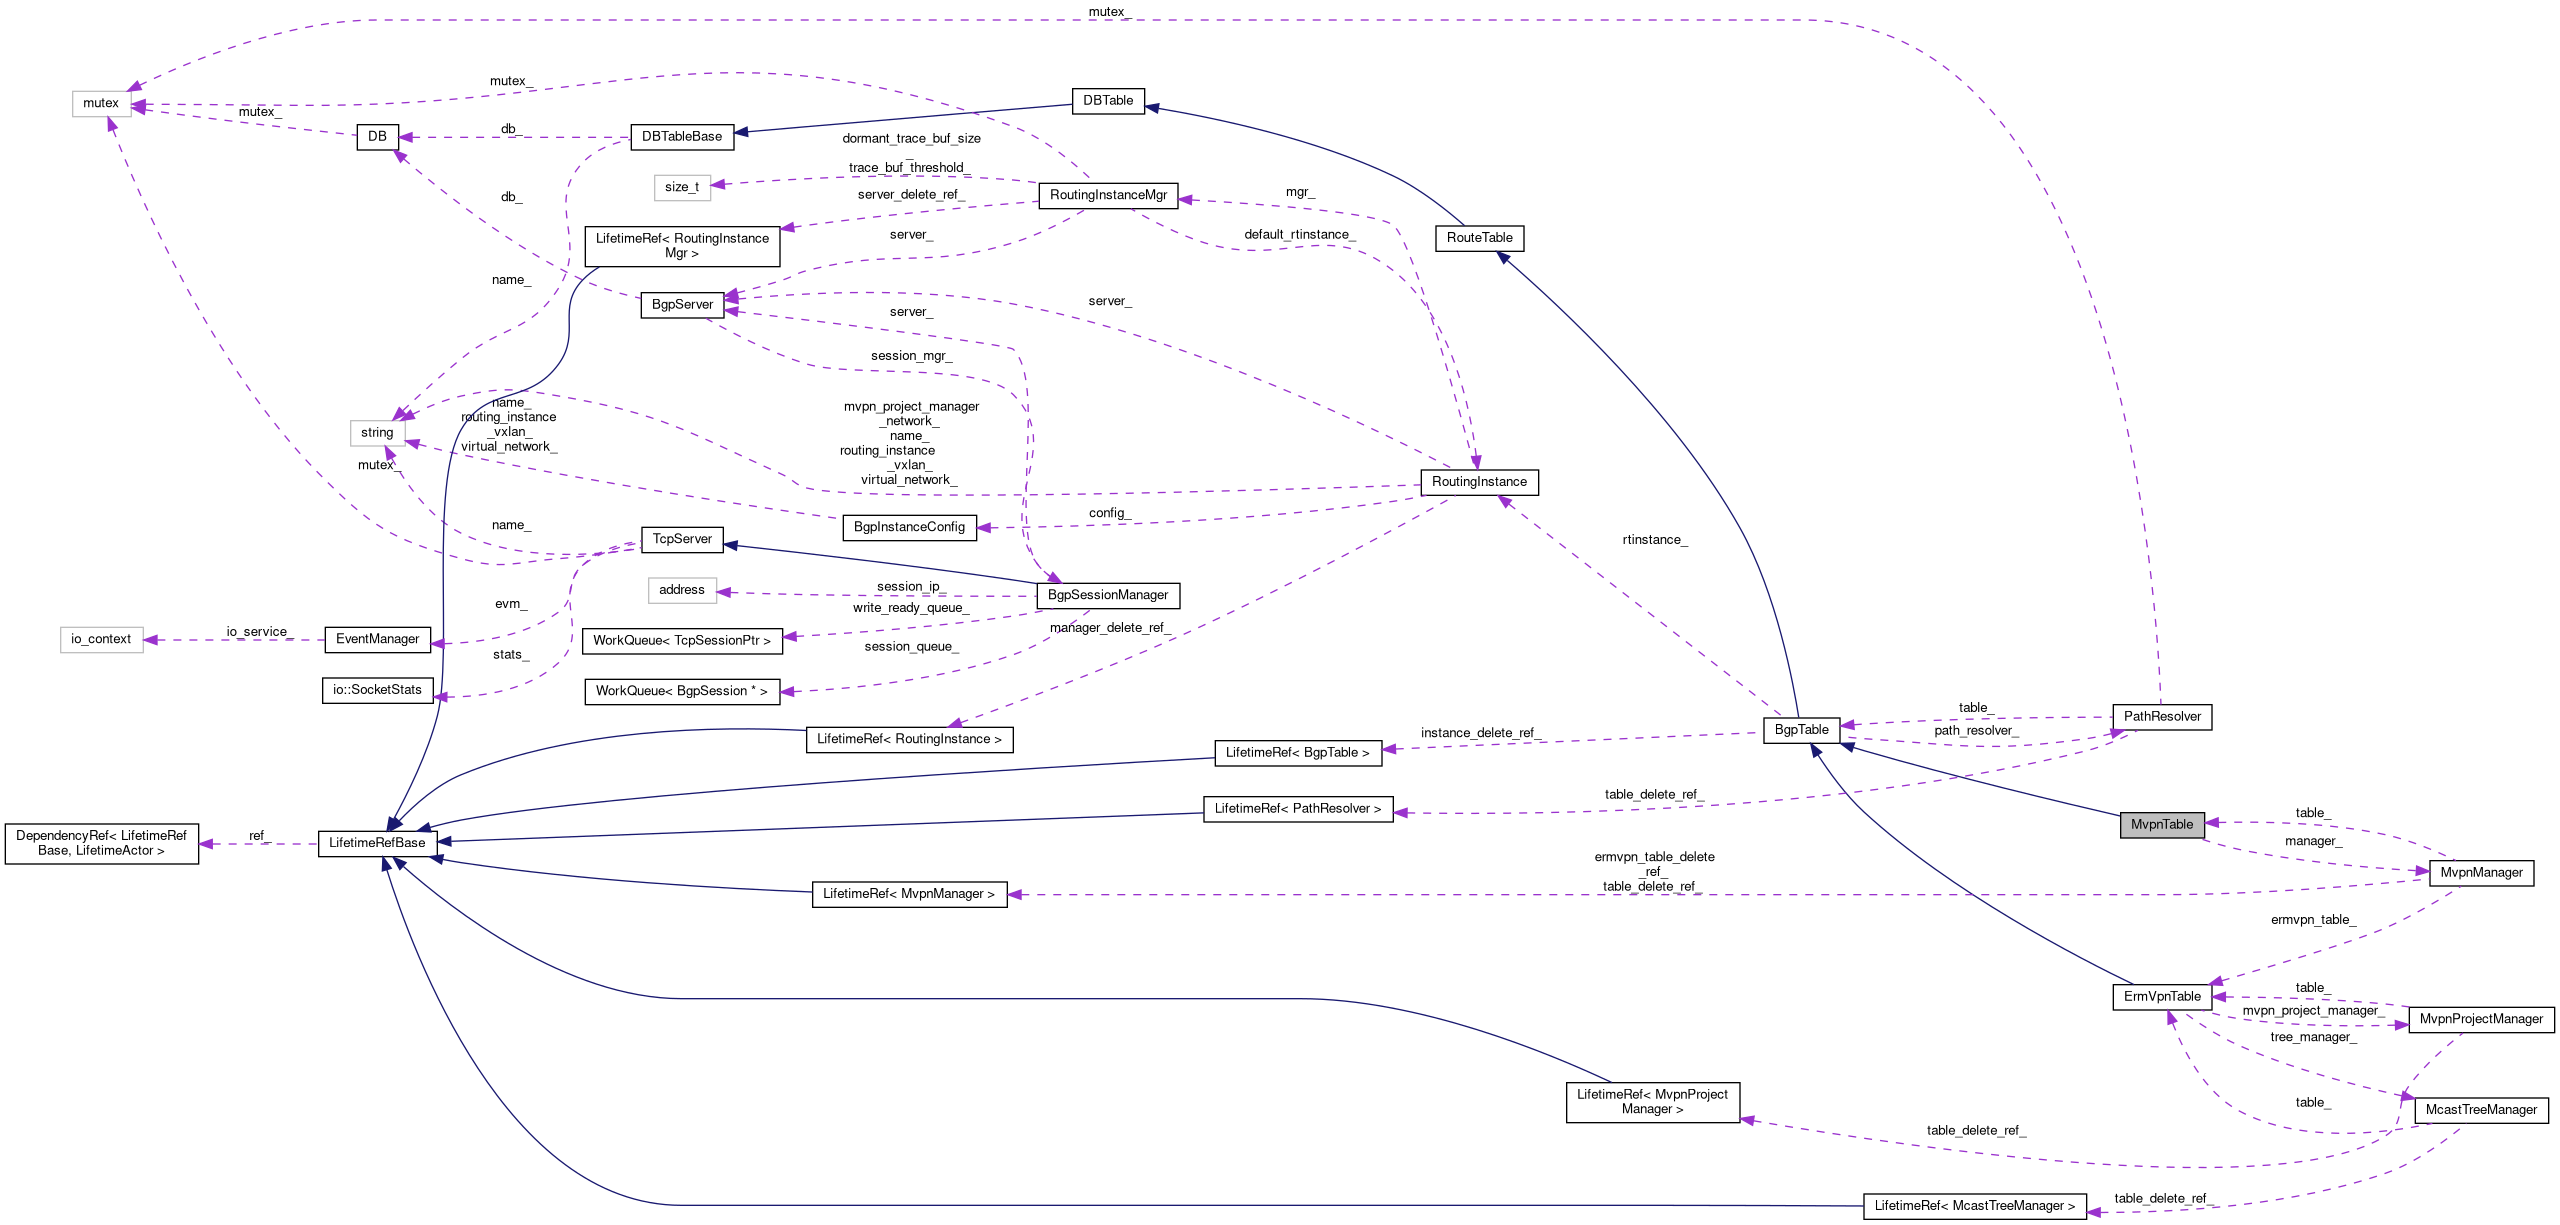 mutex_
mutex_
mutex
mutex_
DB
db_
DBTableBase
DBTable
dormant_trace_buf_size
_
trace_buf_threshold_
size_t
RoutingInstanceMgr
server_delete_ref_
mgr_
db_
LifetimeRef< RoutingInstance
Mgr >
server_
default_rtinstance_
RouteTable
name_
BgpServer
server_
server_
session_mgr_
name_
routing_instance
_vxlan_
virtual_network_
string
mvpn_project_manager
_network_
name_
routing_instance
_vxlan_
virtual_network_
mutex_
RoutingInstance
name_
TcpServer
BgpInstanceConfig
config_
rtinstance_
address
session_ip_
BgpSessionManager
evm_
write_ready_queue_
io_context
io_service_
EventManager
WorkQueue< TcpSessionPtr >
manager_delete_ref_
stats_
session_queue_
io::SocketStats
WorkQueue< BgpSession * >
table_
PathResolver
LifetimeRef< RoutingInstance >
instance_delete_ref_
BgpTable
path_resolver_
LifetimeRef< BgpTable >
table_delete_ref_
LifetimeRef< PathResolver >
table_
MvpnTable
manager_
DependencyRef< LifetimeRef
Base, LifetimeActor >
ref_
LifetimeRefBase
ermvpn_table_delete
_ref_
table_delete_ref_
MvpnManager
LifetimeRef< MvpnManager >
ermvpn_table_
table_
ErmVpnTable
mvpn_project_manager_
MvpnProjectManager
tree_manager_
LifetimeRef< MvpnProject
Manager >
table_
McastTreeManager
table_delete_ref_
LifetimeRef< McastTreeManager >
table_delete_ref_